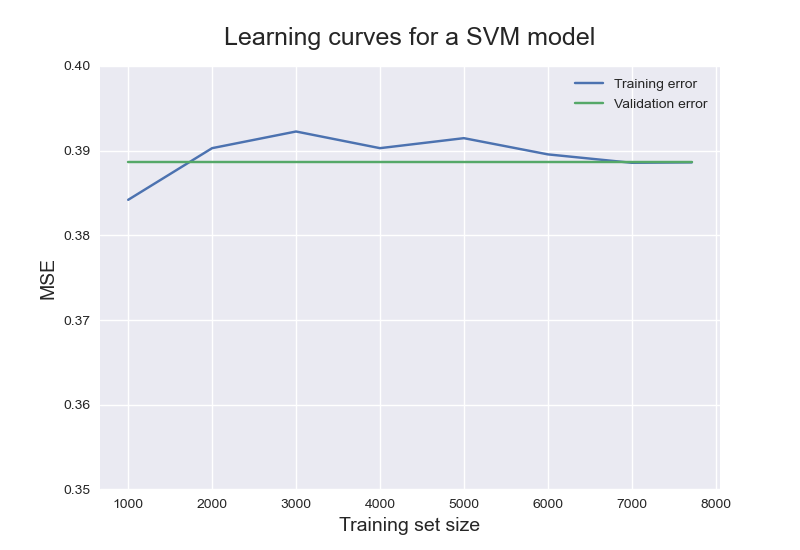 Learning curves for a SVM model
0.40
Training error
Validation error
0.39
0.38
MSE
0.37
0.36
0.35
1000 2000 3000 4000 5000 6000 7000 8000
Training set size